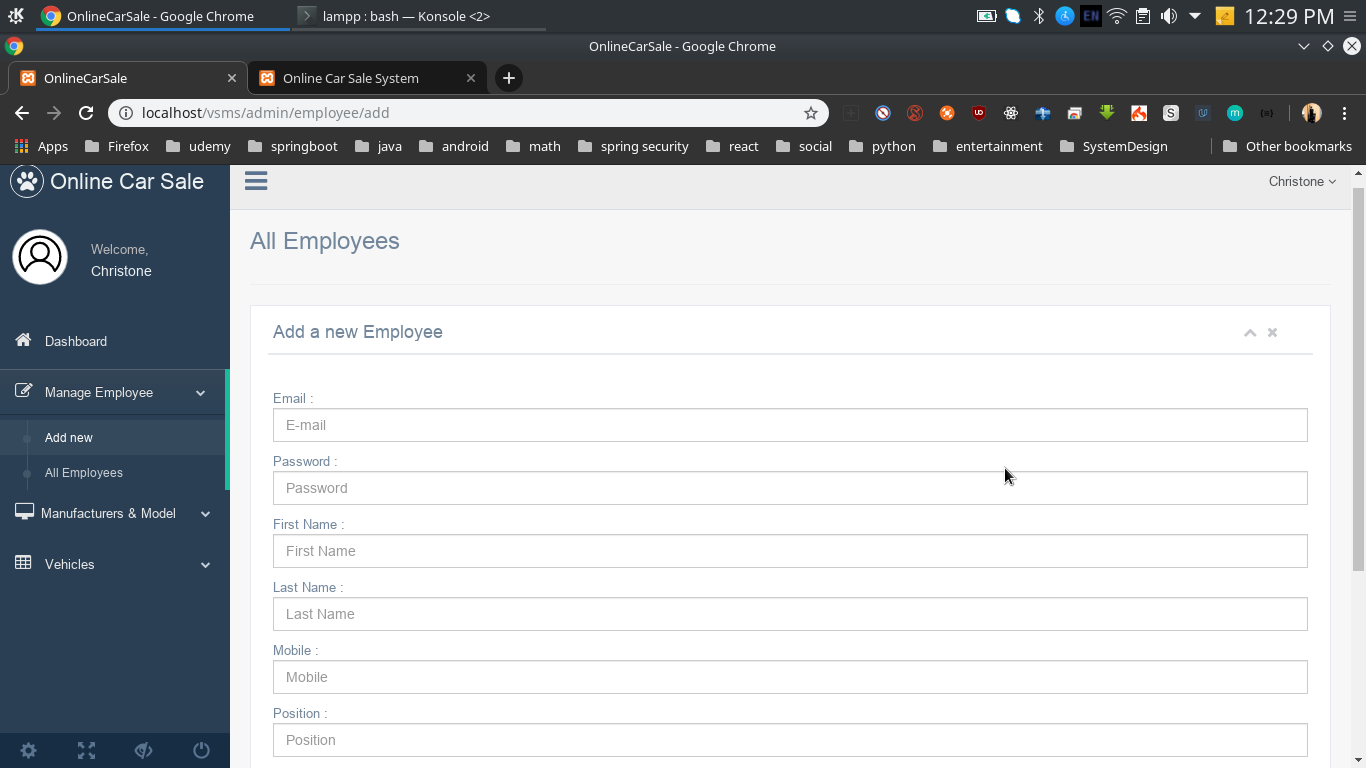 OnlineCarSale - Google Chrome
lampp : bash — Konsole <2>
EN
12:29 PM
OnlineCarSale - Google Chrome
OnlineCarSale
Online Car Sale System
localhost/vsms/admin/employee/add
Apps
Firefox
udemy
springboot
java
android
math
spring security
react
social
python
entertainment
SystemDesign
Other bookmarks
Online Car Sale
Christone
Welcome,
Christone
Dashboard
Manage Employee
Add new
All Employees
Manufacturers & Model
Vehicles
All Employees
Add a new Employee
Email :
E-mail
Password :
Password
First Name :
First Name
Last Name :
Last Name
Mobile :
Mobile
Position :
Position